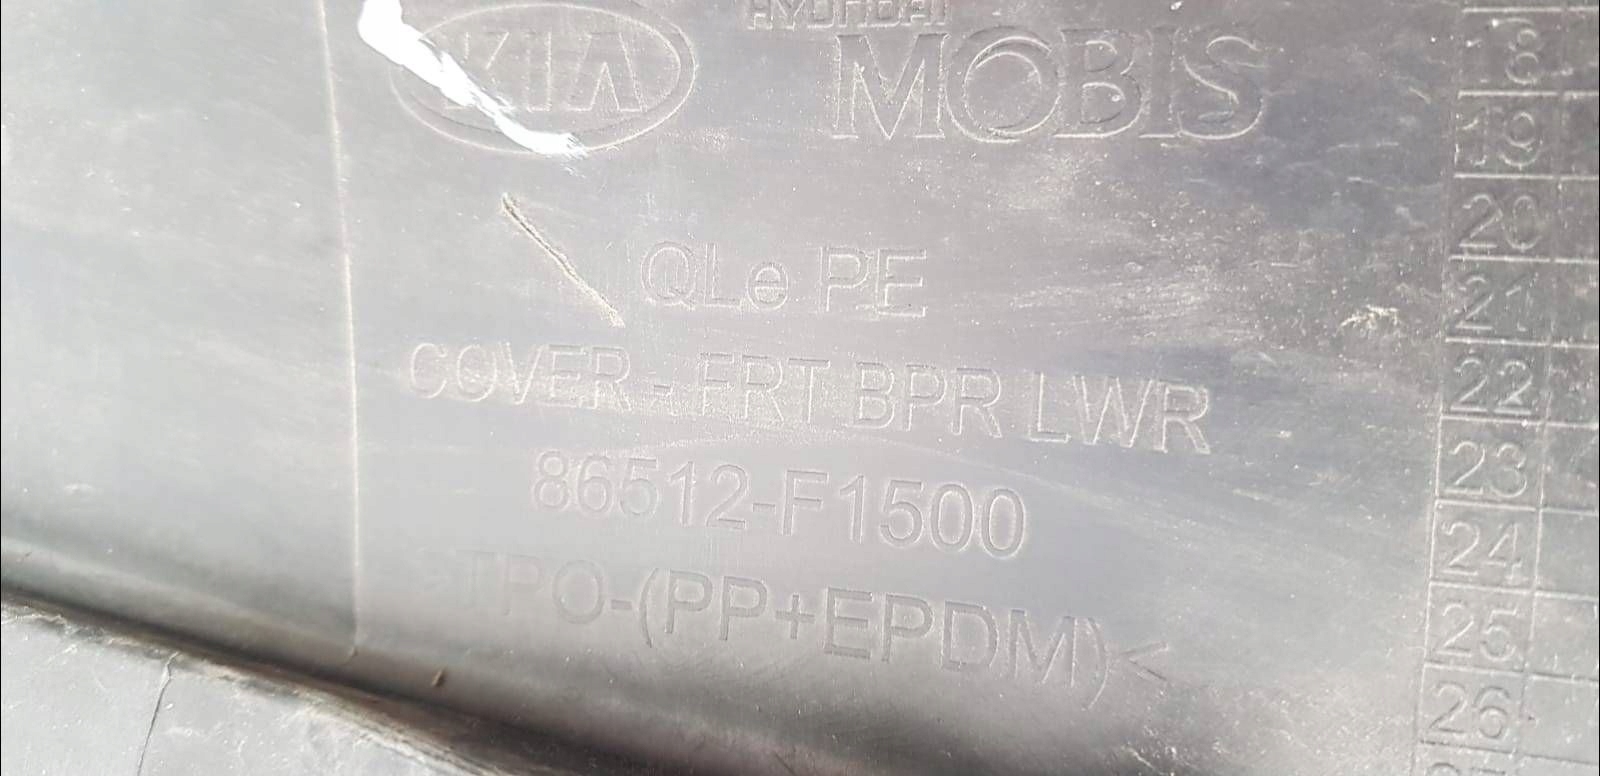 KIA
HYUNDAI
MOBIS
QLe PE
COVER - FRT BPR LWR
86512-F1500
>TPO-(PP+EPDM)<
18
19
20
21
22
23
24
25
26